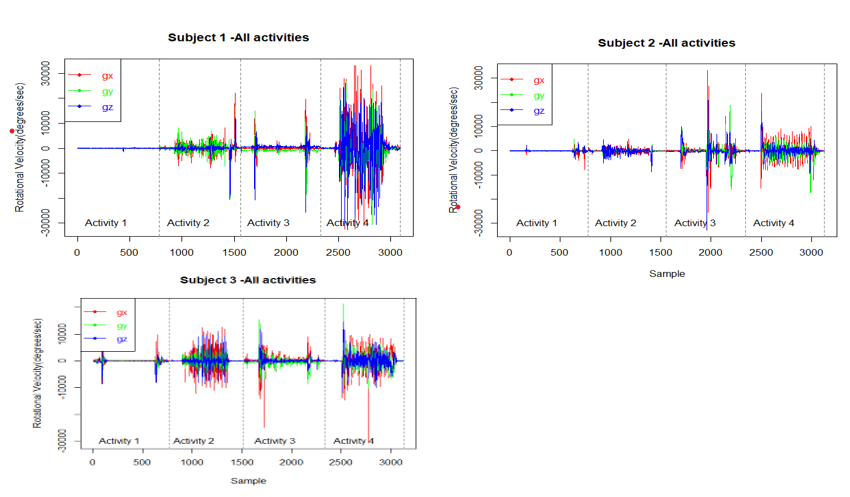 Subject 1 -All activities
Rotational Velocity(degrees/sec)
30000
10000
0
-10000
-30000
gx
gy
gz
Activity 1 Activity 2 Activity 3 Activity 4
0 500 1000 1500 2000 2500 3000
Subject 2 -All activities
Rotational Velocity(degrees/sec)
30000
10000
0
-10000
-30000
gx
gy
gz
Activity 1 Activity 2 Activity 3 Activity 4
0 500 1000 1500 2000 2500 3000
Sample
Subject 3 -All activities
Rotational Velocity(degrees/sec)
10000
0
-10000
-30000
gx
gy
gz
Activity 1 Activity 2 Activity 3 Activity 4
0 500 1000 1500 2000 2500 3000
Sample